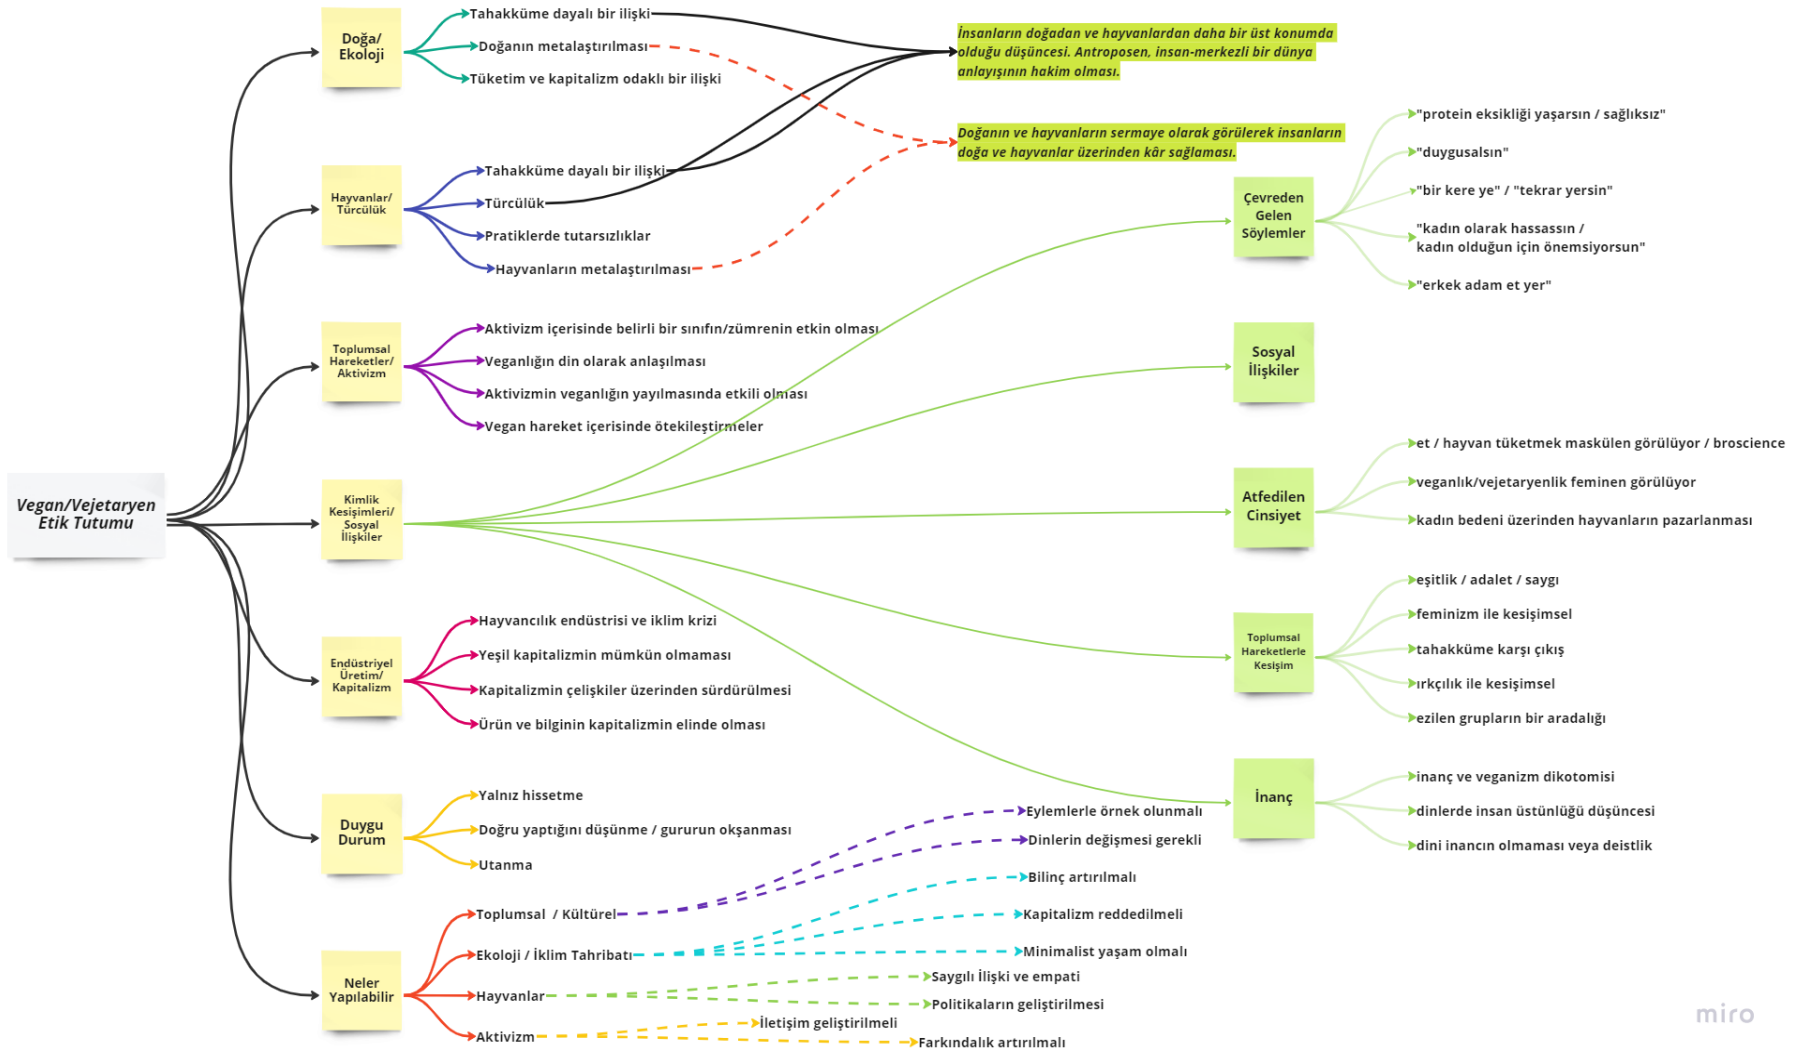 Vegan/Vejetaryen
Etik Tutumu
Doğa/
Ekoloji
Tahakküme dayalı bir ilişki
Doğanın metalaştırılması
Tüketim ve kapitalizm odaklı bir ilişki
İnsanların doğadan ve hayvanlardan daha bir üst konumda
olduğu düşüncesi. Antroposen, insan-merkezli bir dünya
anlayışının hakim olması.
Doğanın ve hayvanların sermaye olarak görülerek insanların
doğa ve hayvanlar üzerinden kâr sağlaması.
Hayvanlar/
Türcülük
Tahakküme dayalı bir ilişki
Türcülük
Pratiklerde tutarsızlıklar
Hayvanların metalaştırılması
Toplumsal
Hareketler/
Aktivizm
Aktivizm içerisinde belirli bir sınıfın/zümrenin etkin olması
Veganlığın din olarak anlaşılması
Aktivizmin veganlığın yayılmasında etkili olması
Vegan hareket içerisinde ötekileştirmeler
Kimlik
Kesişimleri/
Sosyal
İlişkiler
Çevreden
Gelen
Söylemler
"protein eksikliği yaşarsın / sağlıksız"
"duygusalsın"
"bir kere ye" / "tekrar yersin"
"kadın olarak hassassın /
kadın olduğun için önemsiyorsun"
"erkek adam et yer"
Sosyal
İlişkiler
Atfedilen
Cinsiyet
et / hayvan tüketmek maskülen görülüyor / broscience
veganlık/vejetaryenlik feminen görülüyor
kadın bedeni üzerinden hayvanların pazarlanması
Toplumsal
Hareketlerle
Kesişim
eşitlik / adalet / saygı
feminizm ile kesişimsel
tahakküme karşı çıkış
ırkçılık ile kesişimsel
ezilen grupların bir aradalığı
İnanç
inanç ve veganizm dikotomisi
dinlerde insan üstünlüğü düşüncesi
dini inancın olmaması veya deistlik
Endüstriyel
Üretim/
Kapitalizm
Hayvancılık endüstrisi ve iklim krizi
Yeşil kapitalizmin mümkün olmaması
Kapitalizmin çelişkiler üzerinden sürdürülmesi
Ürün ve bilginin kapitalizmin elinde olması
Duygu
Durum
Yalnız hissetme
Doğru yaptığını düşünme / gururun okşanması
Utanma
Neler
Yapılabilir
Toplumsal / Kültürel
Eylemlerle örnek olunmalı
Dinlerin değişmesi gerekli
Ekoloji / İklim Tahribatı
Bilinç artırılmalı
Kapitalizm reddedilmeli
Minimalist yaşam olmalı
Hayvanlar
Saygılı İlişki ve empati
Politikaların geliştirilmesi
Aktivizm
İletişim geliştirilmeli
Farkındalık artırılmalı
miro